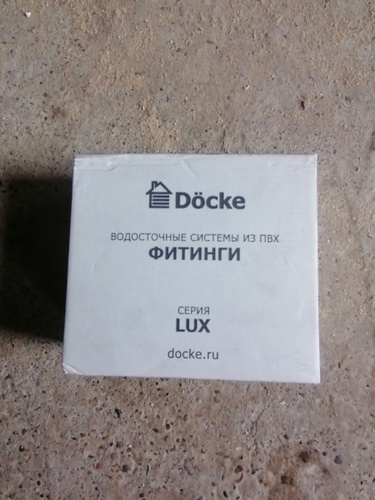 Döcke
ВОДОСТОЧНЫЕ СИСТЕМЫ ИЗ ПВХ
ФИТИНГИ
СЕРИЯ
LUX
docke.ru